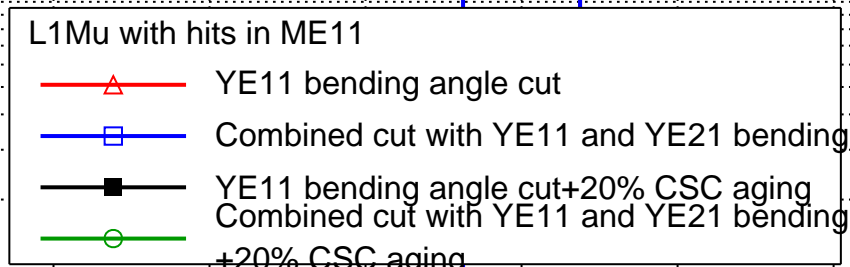 L1Mu with hits in ME11
YE11 bending angle cut
Combined cut with YE11 and YE21 bending
YE11 bending angle cut+20% CSC aging
Combined cut with YE11 and YE21 bending
+20% CSC aging